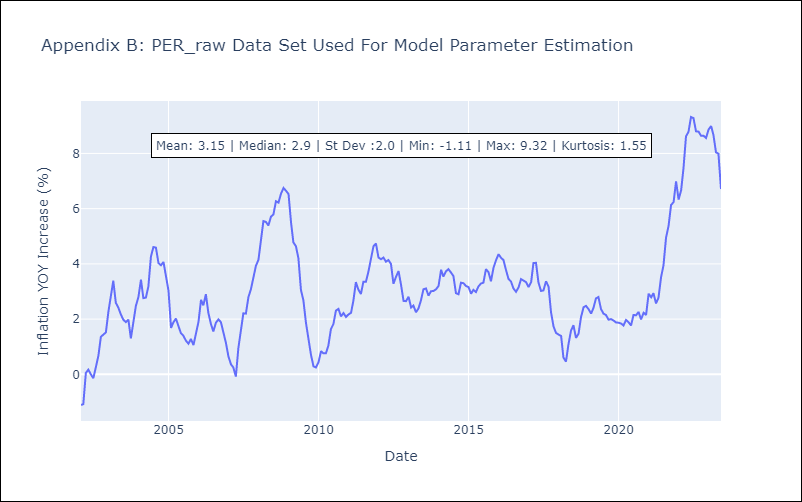 Appendix B: PER_raw Data Set Used For Model Parameter Estimation
Mean: 3.15 | Median: 2.9 | St Dev :2.0 | Min: -1.11 | Max: 9.32 | Kurtosis: 1.55
Inflation YOY Increase (%)
8
6
4
2
0
2005
2010
2015
2020
Date